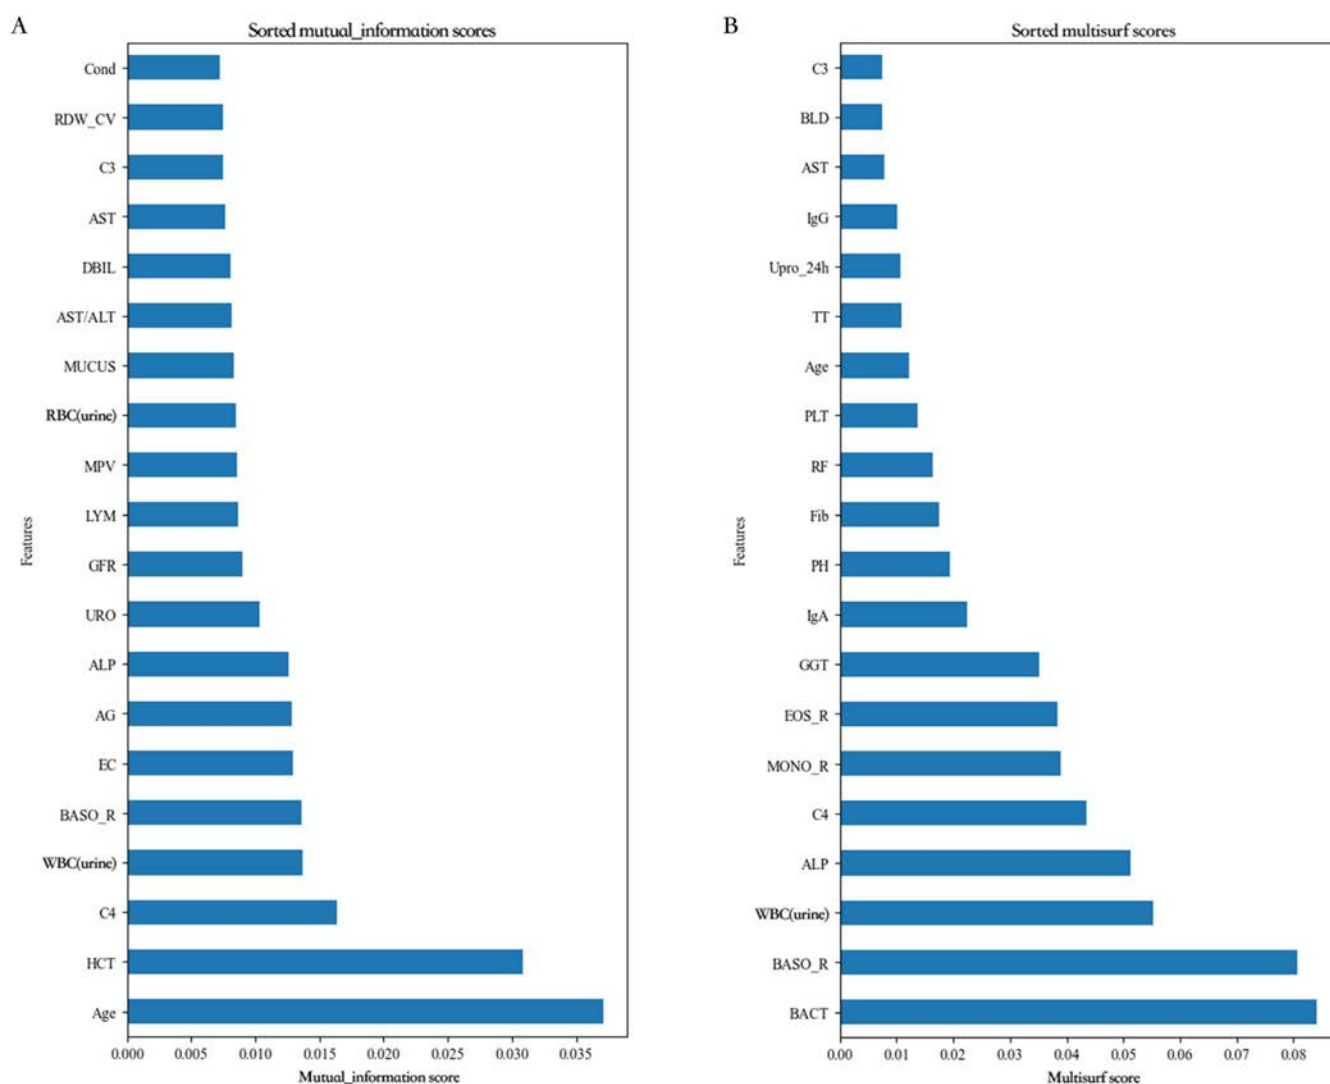 A
Sorted mutual_information scores
Cond
RDW_CV
C3
AST
DBIL
AST/ALT
MUCUS
RBC(urine)
MPV
LYM
GFR
URO
ALP
AG
EC
BASO_R
WBC(urine)
C4
HCT
Age
Features
0.000 0.005 0.010 0.015 0.020 0.025 0.030 0.035
Mutual_information score
B
Sorted multisurf scores
C3
BLD
AST
IgG
Upro_24h
TT
Age
PLT
RF
Fib
PH
IgA
GGT
EOS_R
MONO_R
C4
ALP
WBC(urine)
BASO_R
BACT
Features
0.00 0.01 0.02 0.03 0.04 0.05 0.06 0.07 0.08
Multisurf score